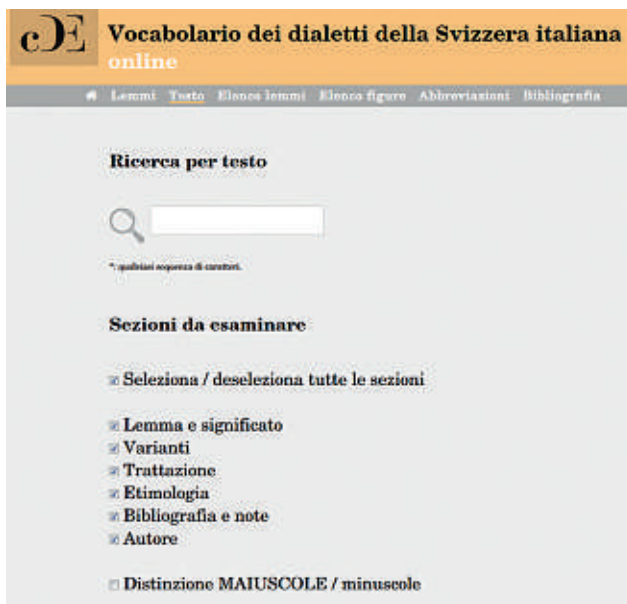 cDE
Vocabolario dei dialetti della Svizzera italiana
online
Lemmi Testo Elenco lemmi Elenco figure Abbreviazioni Bibliografia
Ricerca per testo
*: qualsiasi sequenza di caratteri.
Sezioni da esaminare
Seleziona / deseleziona tutte le sezioni
Lemma e significato
Varianti
Trattazione
Etimologia
Bibliografia e note
Autore
Distinzione MAIUSCOLE / minuscole